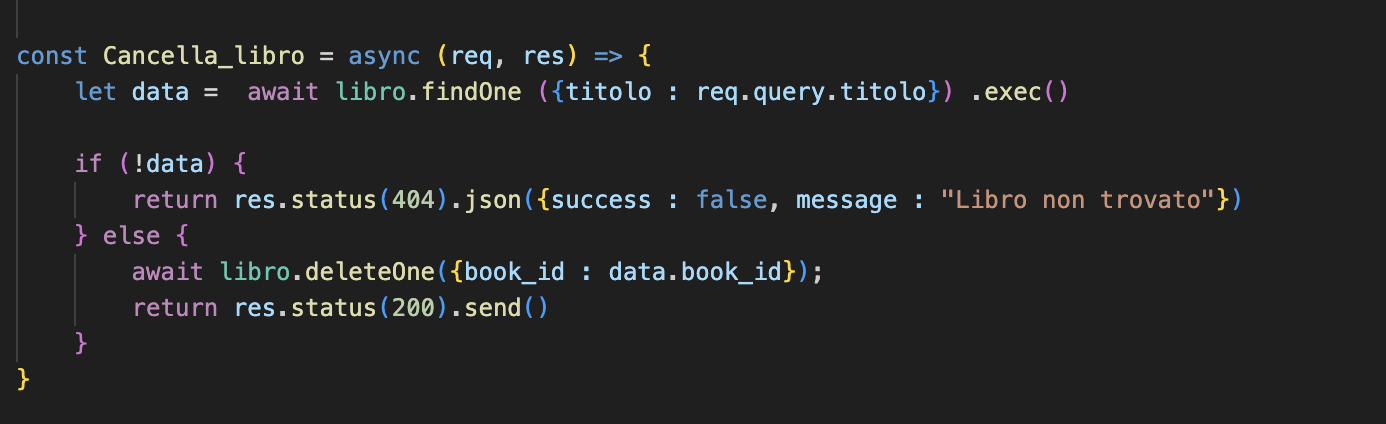 const Cancella_libro = async (req, res) => {
    let data =  await libro.findOne ({titolo : req.query.titolo}) .exec()
    if (!data) {
        return res.status(404).json({success : false, message : "Libro non trovato"})
    } else {
        await libro.deleteOne({book_id : data.book_id});
        return res.status(200).send()
    }
}